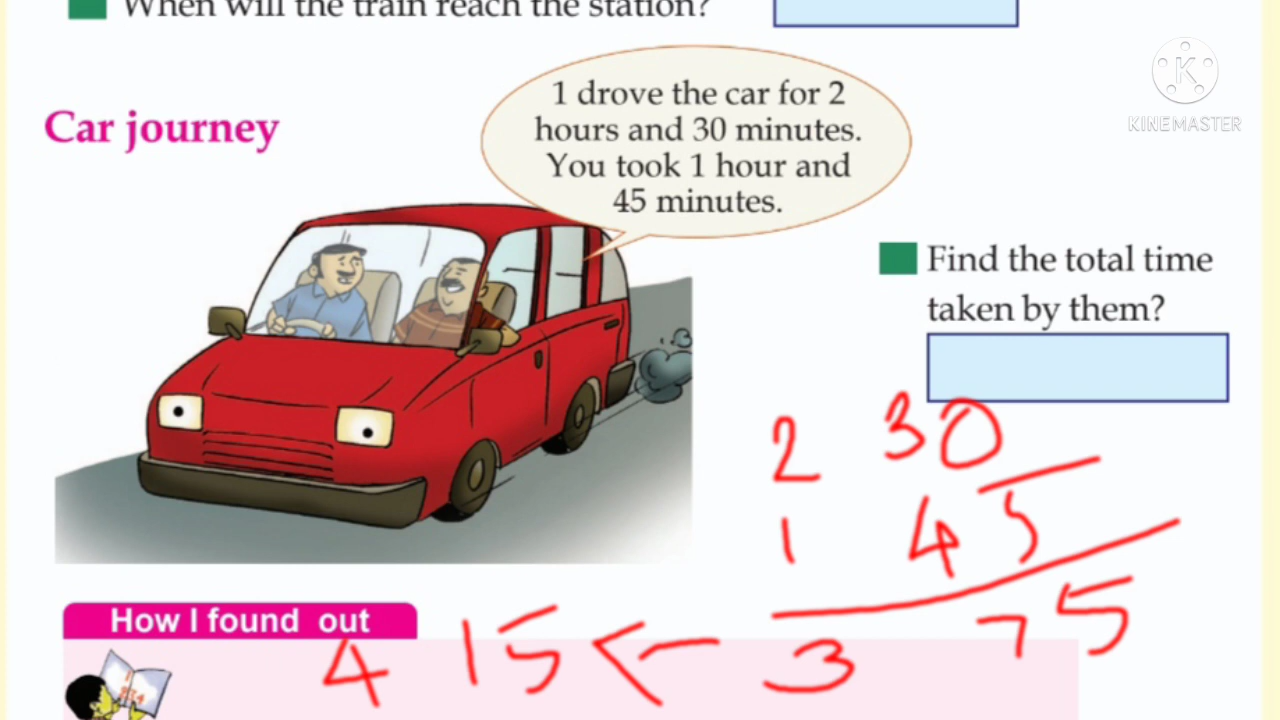 When will the train reach the station?
K
KINEMASTER
Car journey
1 drove the car for 2
hours and 30 minutes.
You took 1 hour and
45 minutes.
Find the total time
taken by them?
2 30
1 45
3 75
4 15 ←
How I found out